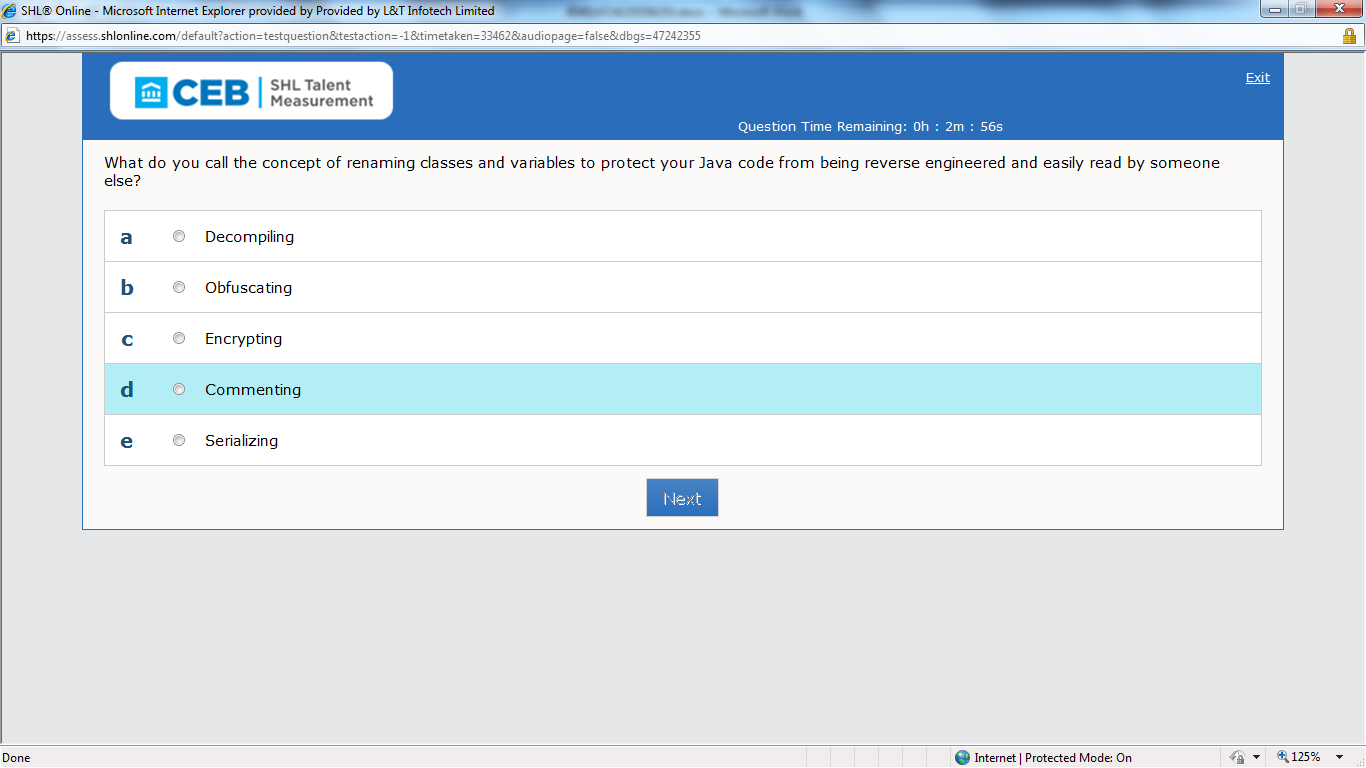 SHL® Online - Microsoft Internet Explorer provided by Provided by L&T Infotech Limited
https://assess.shlonline.com/default?action=testquestion&testaction=-1&timetaken=33462&audiopage=false&dbgs=47242355
CEB SHL Talent
Measurement
Exit
Question Time Remaining: 0h : 2m : 56s
What do you call the concept of renaming classes and variables to protect your Java code from being reverse engineered and easily read by someone
else?
a Decompiling
b Obfuscating
c Encrypting
d Commenting
e Serializing
Next
Done Internet | Protected Mode: On 125%